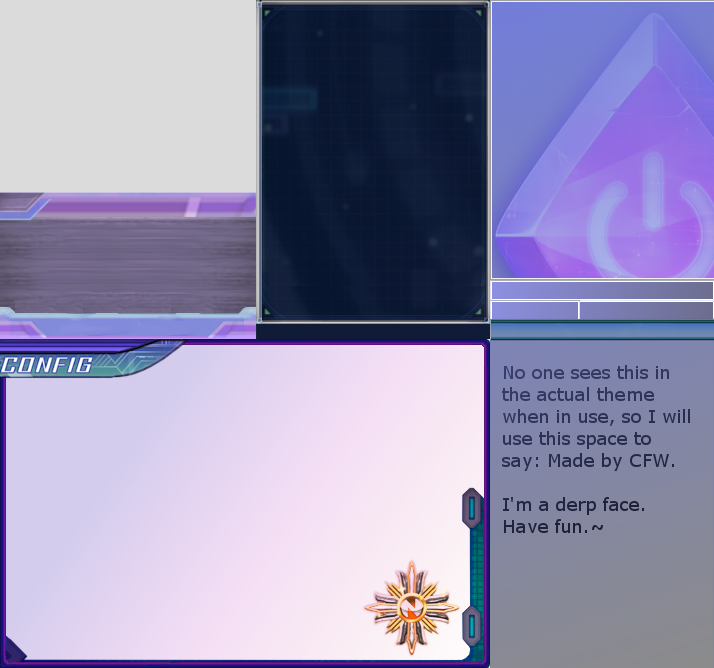 CONFIG
No one sees this in
the actual theme
when in use, so I will
use this space to
say: Made by CFW.
I'm a derp face.
Have fun.~